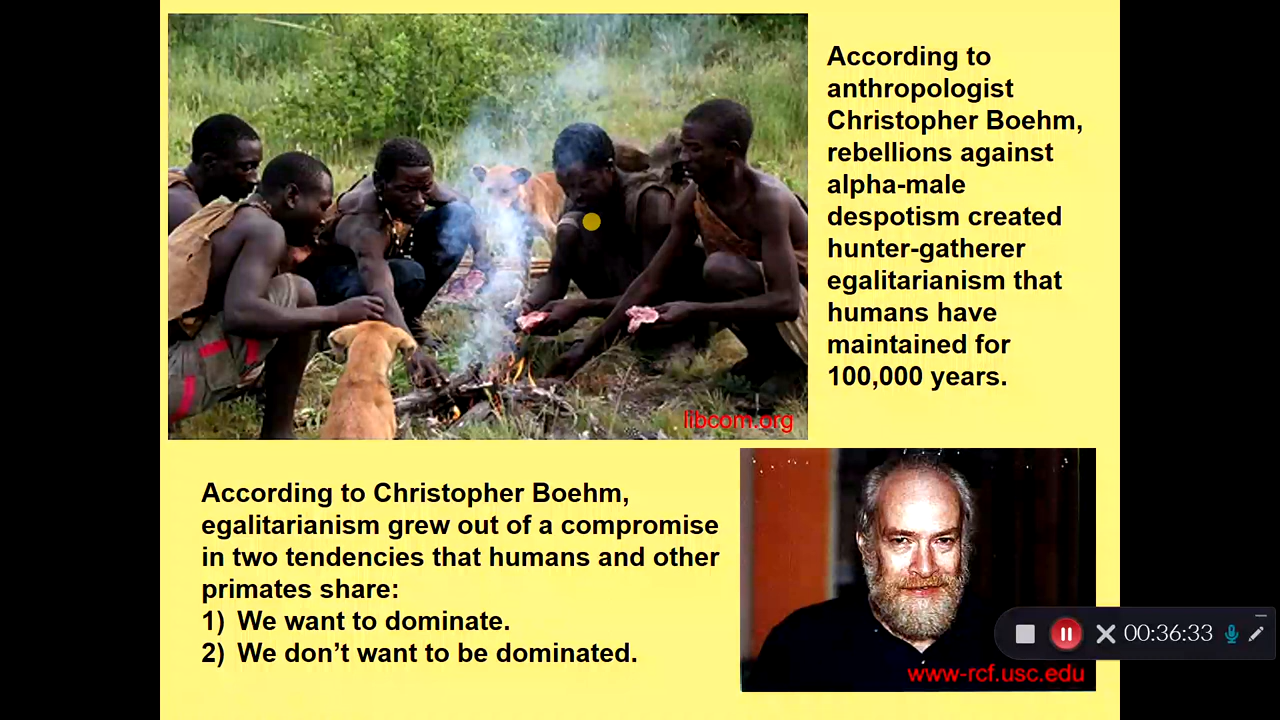 According to
anthropologist
Christopher Boehm,
rebellions against
alpha-male
despotism created
hunter-gatherer
egalitarianism that
humans have
maintained for
100,000 years.
libcom.org
According to Christopher Boehm,
egalitarianism grew out of a compromise
in two tendencies that humans and other
primates share:
1) We want to dominate.
2) We don’t want to be dominated.
00:36:33
www-rcf.usc.edu